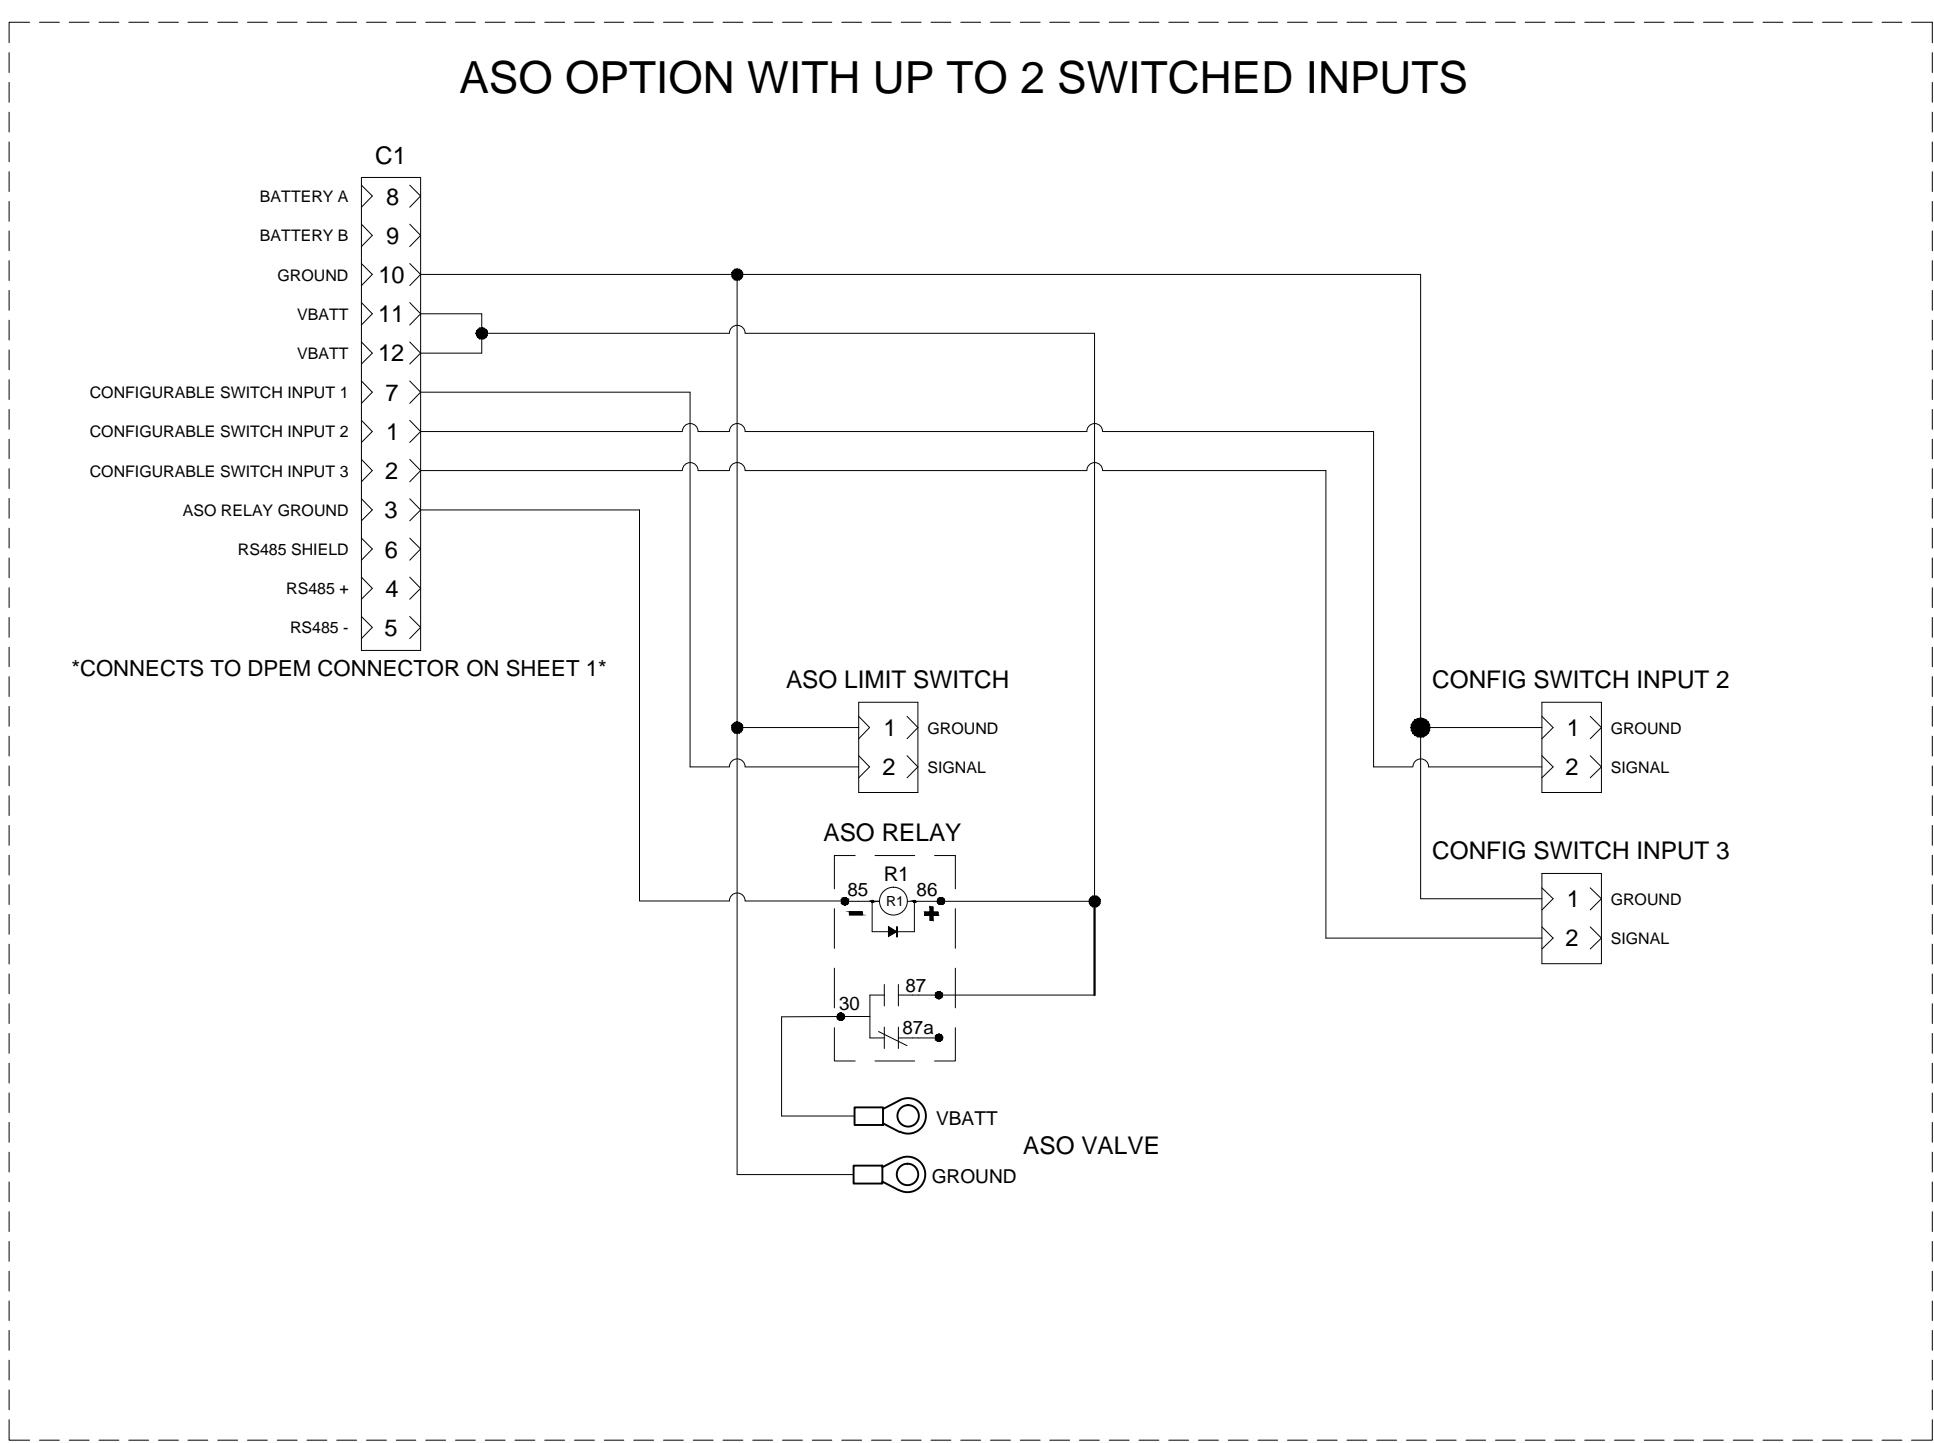 ASO OPTION WITH UP TO 2 SWITCHED INPUTS
C1
BATTERY A 8
BATTERY B 9
GROUND 10
VBATT 11
VBATT 12
CONFIGURABLE SWITCH INPUT 1 7
CONFIGURABLE SWITCH INPUT 2 1
CONFIGURABLE SWITCH INPUT 3 2
ASO RELAY GROUND 3
RS485 SHIELD 6
RS485 + 4
RS485 - 5
*CONNECTS TO DPEM CONNECTOR ON SHEET 1*
ASO LIMIT SWITCH
1 GROUND
2 SIGNAL
CONFIG SWITCH INPUT 2
1 GROUND
2 SIGNAL
ASO RELAY
R1
85 R1 86
- +
87
30
87a
CONFIG SWITCH INPUT 3
1 GROUND
2 SIGNAL
VBATT
ASO VALVE
GROUND